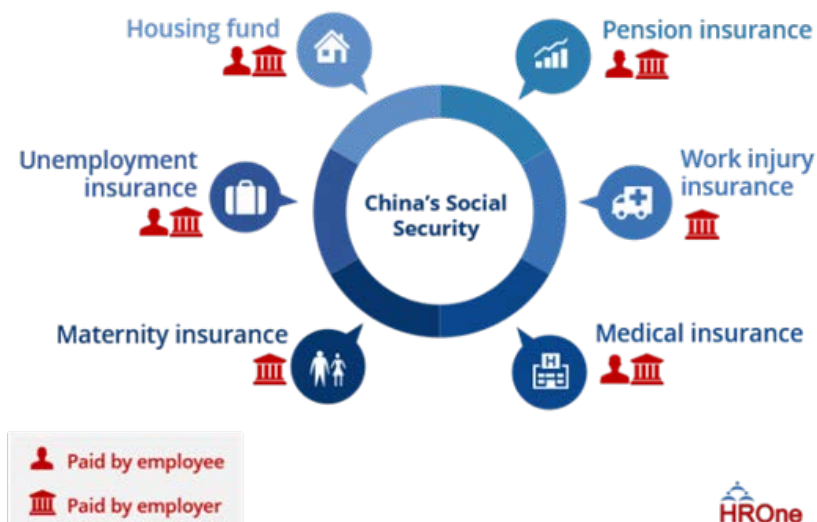 Housing fund
Pension insurance
Unemployment
insurance
China's Social
Security
Work injury
insurance
Maternity insurance
H
Medical insurance
Paid by employee
Paid by employer
HROne